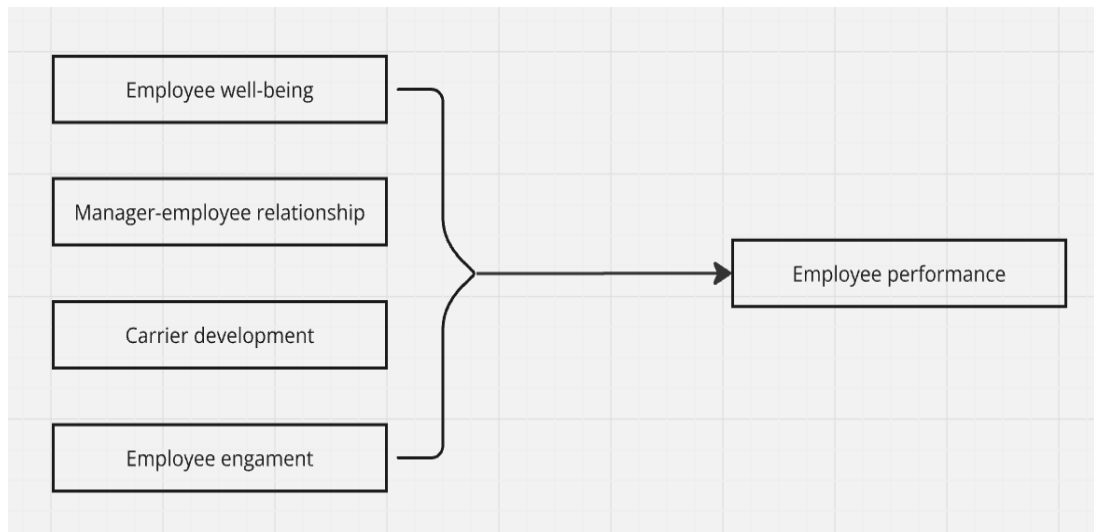 Employee well-being
Manager-employee relationship
Carrier development
Employee engament
Employee performance